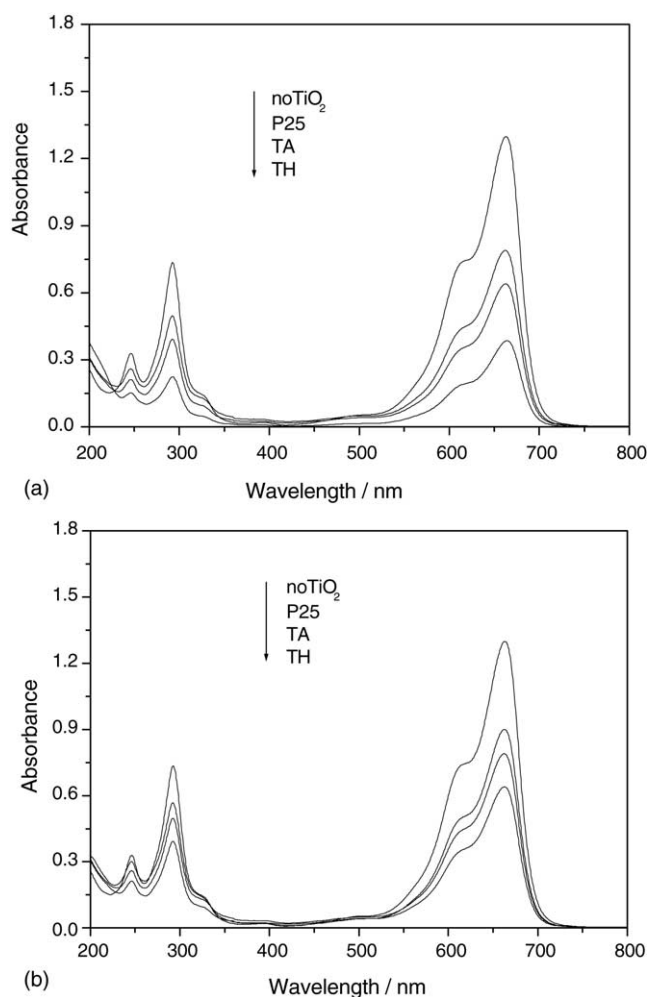 1.8
1.5
1.2
0.9
0.6
0.3
0.0
Absorbance
noTiO₂
P25
TA
TH
200 300 400 500 600 700 800
(a) Wavelength / nm
1.8
1.5
1.2
0.9
0.6
0.3
0.0
Absorbance
noTiO₂
P25
TA
TH
200 300 400 500 600 700 800
(b) Wavelength / nm